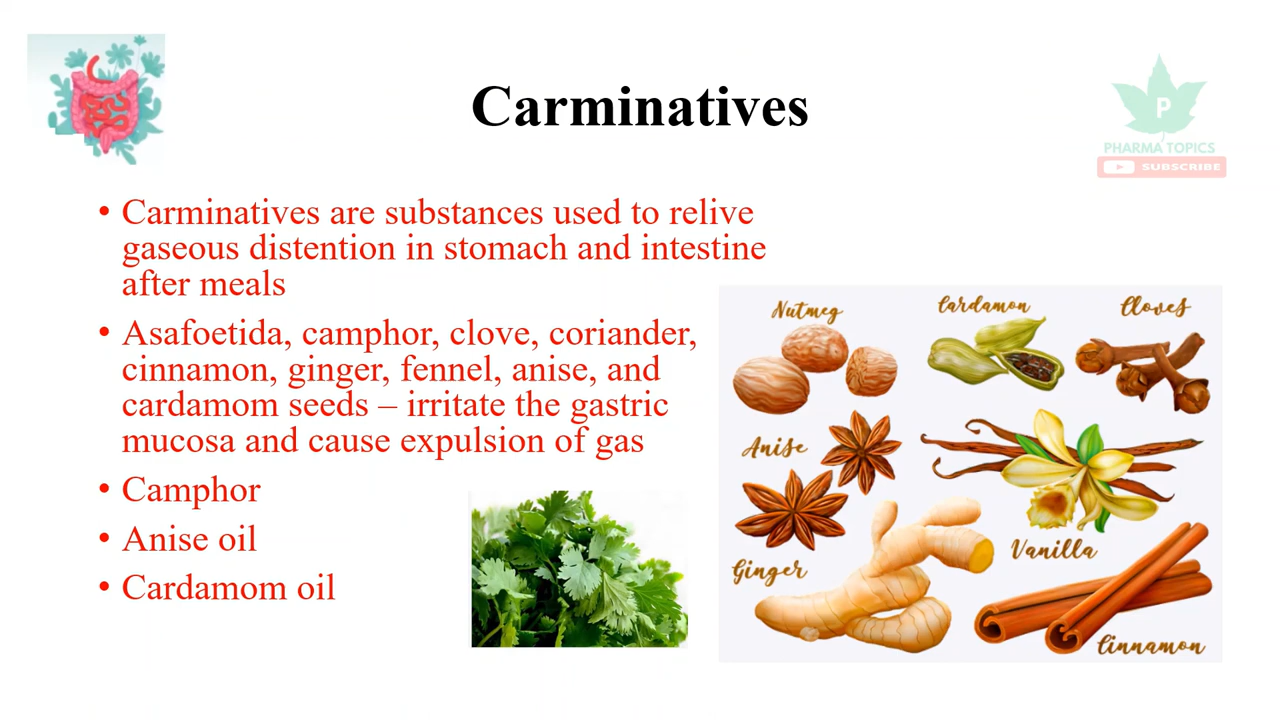 Carminatives
P
PHARMA TOPICS
SUBSCRIBE
• Carminatives are substances used to relive
gaseous distention in stomach and intestine
after meals
• Asafoetida, camphor, clove, coriander,
cinnamon, ginger, fennel, anise, and
cardamom seeds – irritate the gastric
mucosa and cause expulsion of gas
• Camphor
• Anise oil
• Cardamom oil
Nutmeg
Cardamon
Cloves
Anise
Vanilla
Ginger
Cinnamon